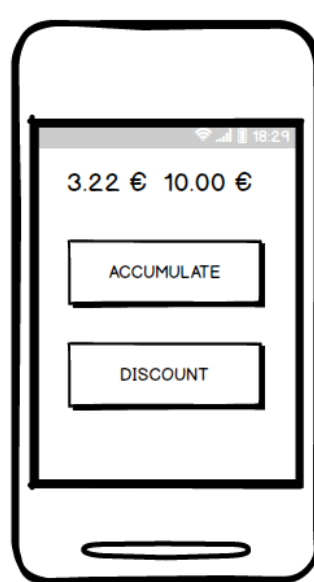 18:29
3.22 € 10.00 €
ACCUMULATE
DISCOUNT